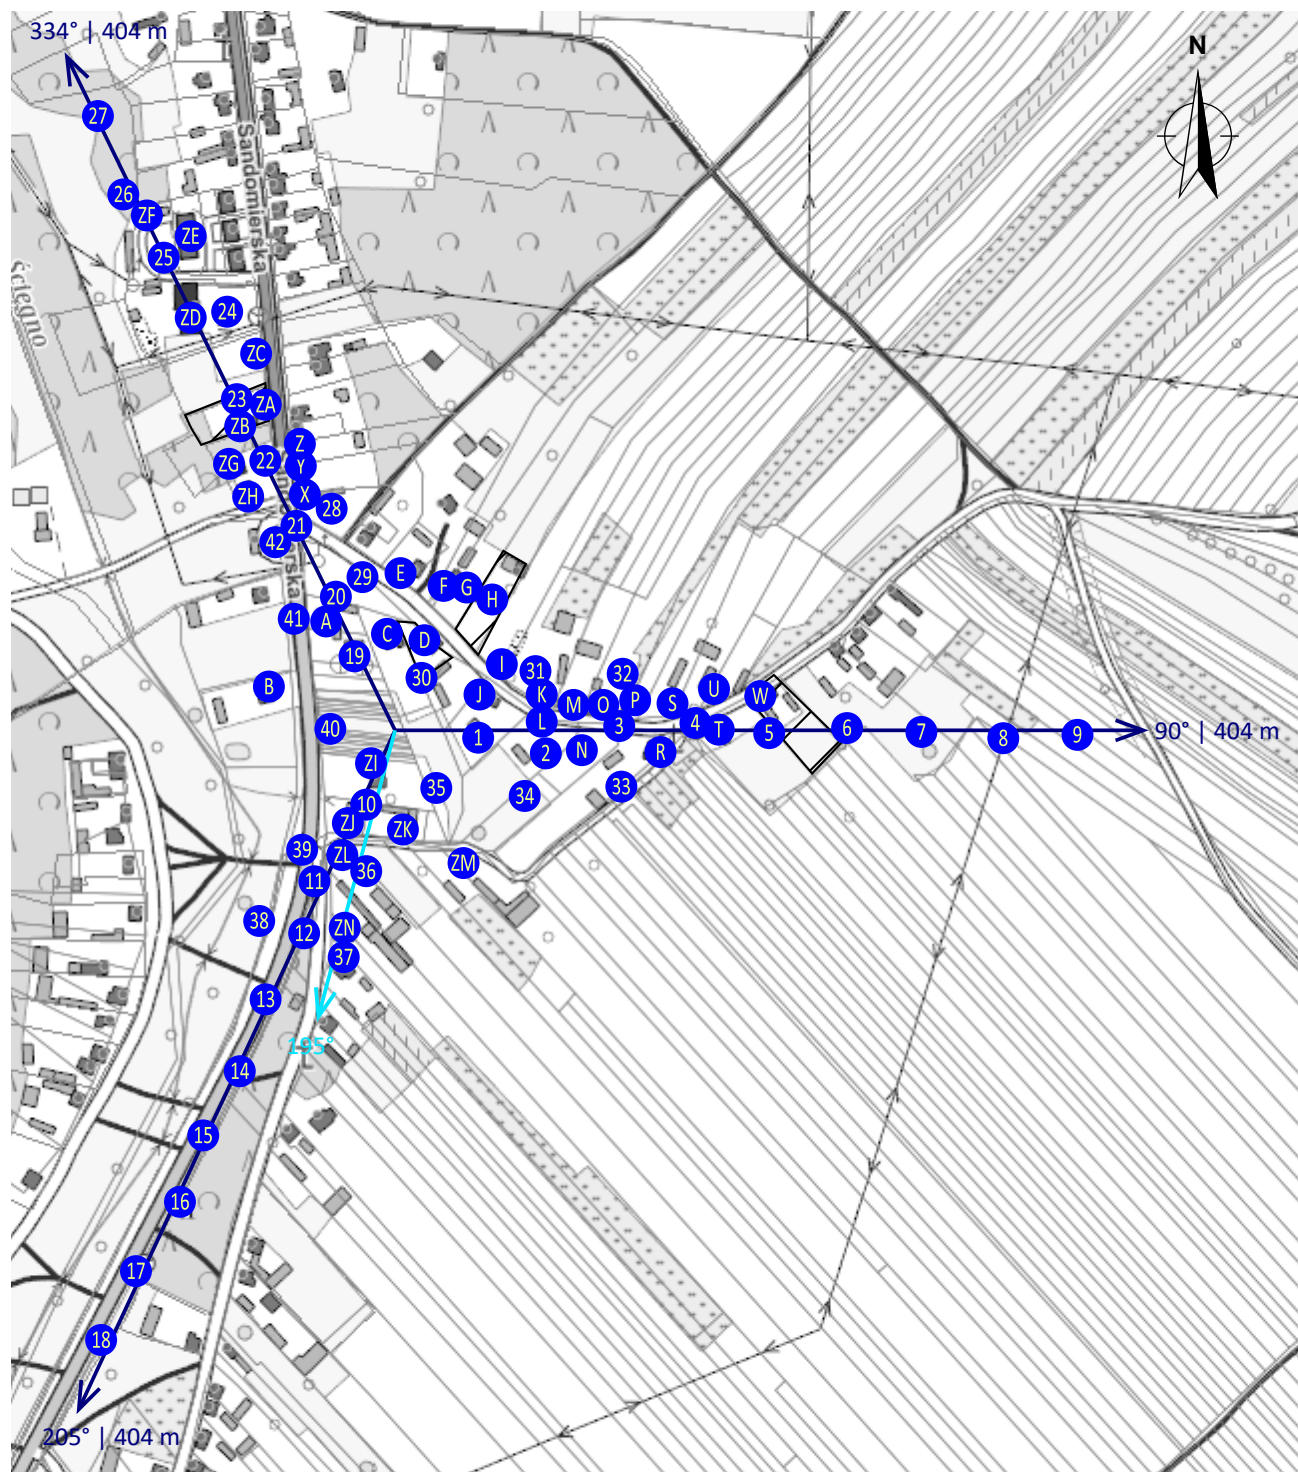 334° | 404 m
N
27
Sandomierska
26
ZF
ZE
25
Ściegno
24
ZD
ZC
23
ZA
ZB
Z
22
ZG
Y
ZH
X
28
21
42
E
29
F
G
20
H
41
A
C
D
19
I
31
32
30
B
U
J
K
W
P
S
M
O
L
4
3
6
40
T
1
5
7
8
9
90° | 404 m
N
2
R
ZI
33
35
34
10
ZJ
ZK
39
ZL
ZM
36
11
38
ZN
12
37
13
195°
14
15
16
17
18
205° | 404 m